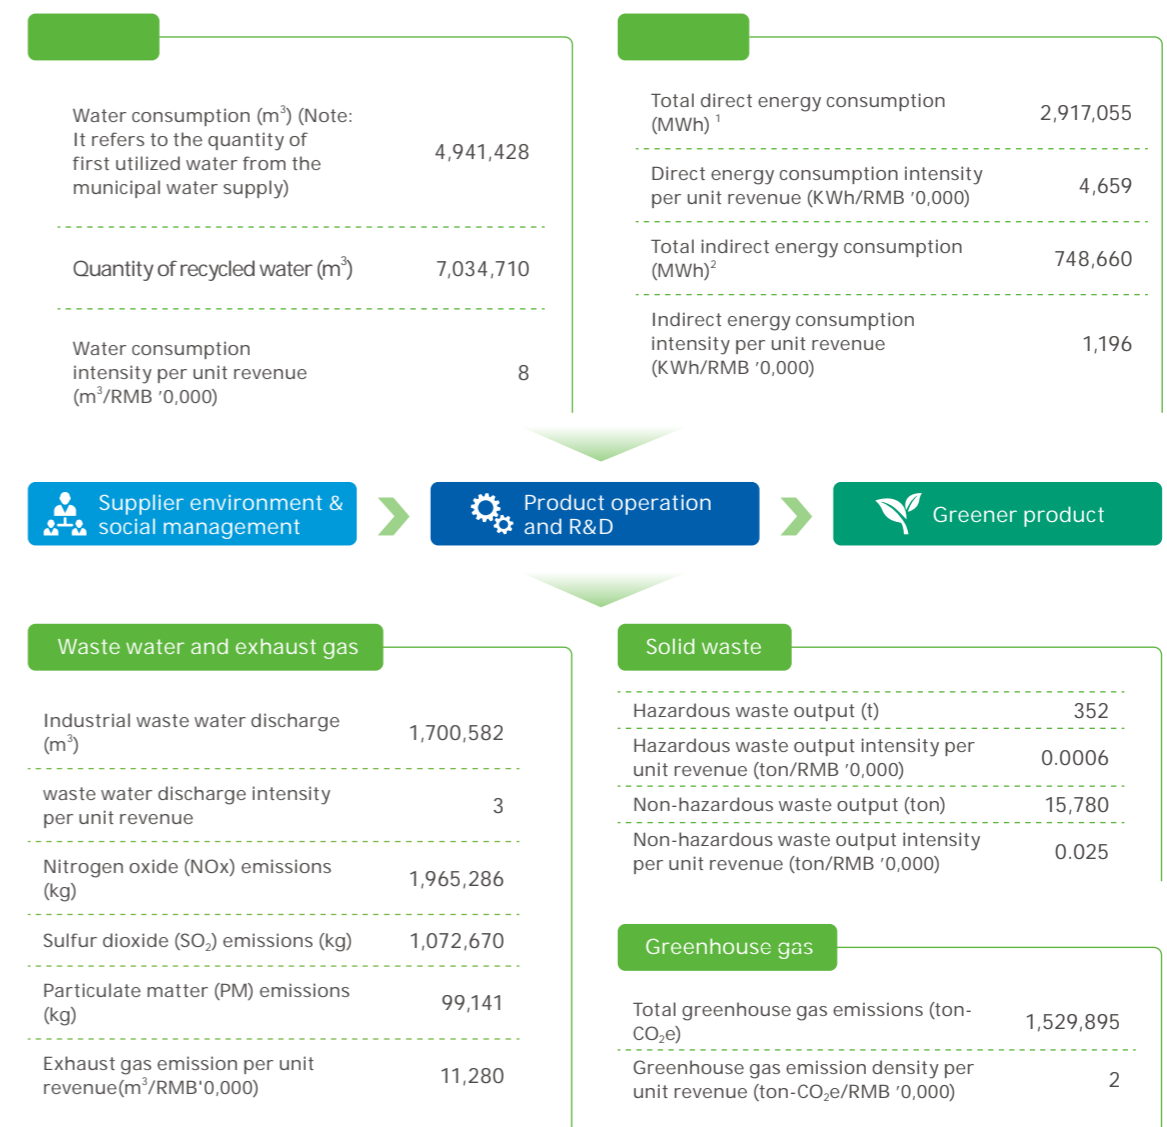 Water consumption (m³) (Note:
It refers to the quantity of
first utilized water from the
municipal water supply)
4,941,428
Quantity of recycled water (m³)
7,034,710
Water consumption
intensity per unit revenue
(m³/RMB ′0,000)
8
Total direct energy consumption
(MWh) ¹
2,917,055
Direct energy consumption intensity
per unit revenue (KWh/RMB ′0,000)
4,659
Total indirect energy consumption
(MWh)²
748,660
Indirect energy consumption
intensity per unit revenue
(KWh/RMB ′0,000)
1,196
Supplier environment &
social management
Product operation
and R&D
Greener product
Waste water and exhaust gas
Industrial waste water discharge
(m³)
1,700,582
waste water discharge intensity
per unit revenue
3
Nitrogen oxide (NOx) emissions
(kg)
1,965,286
Sulfur dioxide (SO₂) emissions (kg)
1,072,670
Particulate matter (PM) emissions
(kg)
99,141
Exhaust gas emission per unit
revenue(m³/RMB'0,000)
11,280
Solid waste
Hazardous waste output (t)
352
Hazardous waste output intensity per
unit revenue (ton/RMB ′0,000)
0.0006
Non-hazardous waste output (ton)
15,780
Non-hazardous waste output intensity
per unit revenue (ton/RMB ′0,000)
0.025
Greenhouse gas
Total greenhouse gas emissions (ton-
CO₂e)
1,529,895
Greenhouse gas emission density per
unit revenue (ton-CO₂e/RMB ′0,000)
2